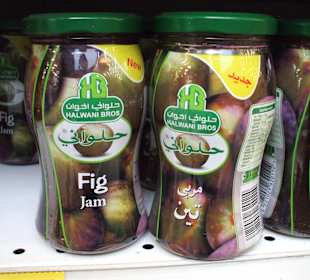 New
HB
حلواني اخوان
HALWANI BROS
حلواني
Fig
Jam
جديد
HB
حلواني اخوان
HALWANI BROS
حلواني
مربى
تين
Fig
Jam